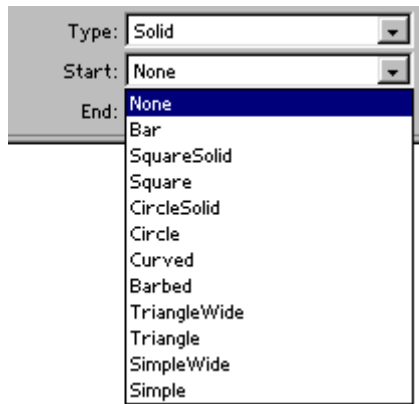 Type: Solid
Start: None
End: None
Bar
SquareSolid
Square
CircleSolid
Circle
Curved
Barbed
TriangleWide
Triangle
SimpleWide
Simple